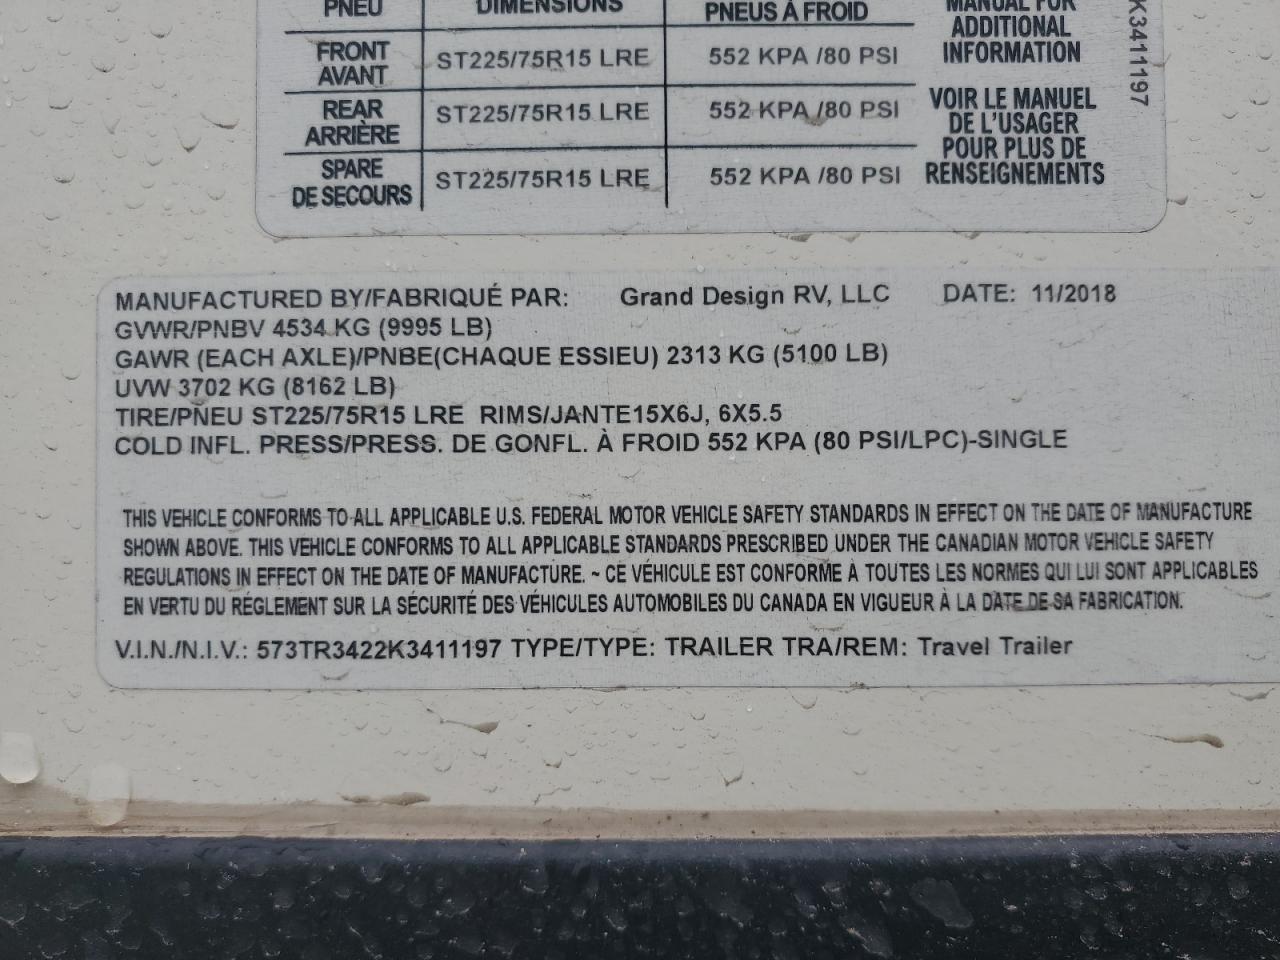 PNEU DIMENSIONS PNEUS À FROID
FRONT AVANT ST225/75R15 LRE 552 KPA /80 PSI
REAR ARRIÈRE ST225/75R15 LRE 552 KPA /80 PSI
SPARE DE SECOURS ST225/75R15 LRE 552 KPA /80 PSI
MANUAL FOR
ADDITIONAL
INFORMATION
VOIR LE MANUEL
DE L'USAGER
POUR PLUS DE
RENSEIGNEMENTS
K3411197
MANUFACTURED BY/FABRIQUÉ PAR: Grand Design RV, LLC DATE: 11/2018
GVWR/PNBV 4534 KG (9995 LB)
GAWR (EACH AXLE)/PNBE(CHAQUE ESSIEU) 2313 KG (5100 LB)
UVW 3702 KG (8162 LB)
TIRE/PNEU ST225/75R15 LRE RIMS/JANTE15X6J, 6X5.5
COLD INFL. PRESS/PRESS. DE GONFL. À FROID 552 KPA (80 PSI/LPC)-SINGLE
THIS VEHICLE CONFORMS TO ALL APPLICABLE U.S. FEDERAL MOTOR VEHICLE SAFETY STANDARDS IN EFFECT ON THE DATE OF MANUFACTURE
SHOWN ABOVE. THIS VEHICLE CONFORMS TO ALL APPLICABLE STANDARDS PRESCRIBED UNDER THE CANADIAN MOTOR VEHICLE SAFETY
REGULATIONS IN EFFECT ON THE DATE OF MANUFACTURE. ~ CE VÉHICULE EST CONFORME À TOUTES LES NORMES QUI LUI SONT APPLICABLES
EN VERTU DU RÉGLEMENT SUR LA SÉCURITÉ DES VÉHICULES AUTOMOBILES DU CANADA EN VIGUEUR À LA DATE DE SA FABRICATION.
V.I.N./N.I.V.: 573TR3422K3411197 TYPE/TYPE: TRAILER TRA/REM: Travel Trailer